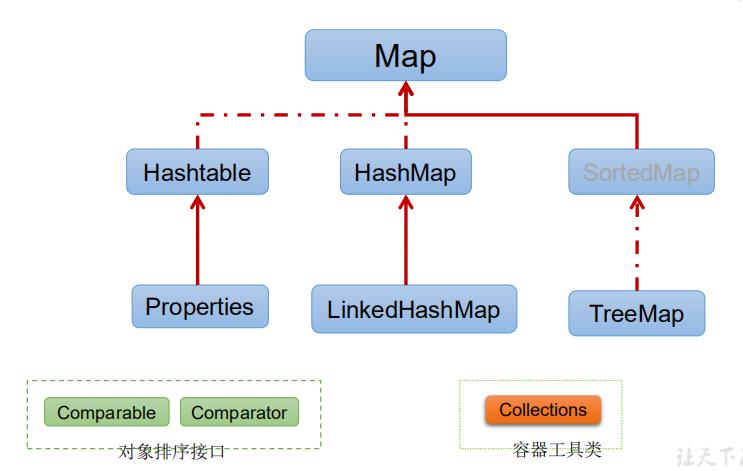 Map
Hashtable HashMap SortedMap
Properties LinkedHashMap TreeMap
Comparable Comparator Collections
对象排序接口 容器工具类
让天下